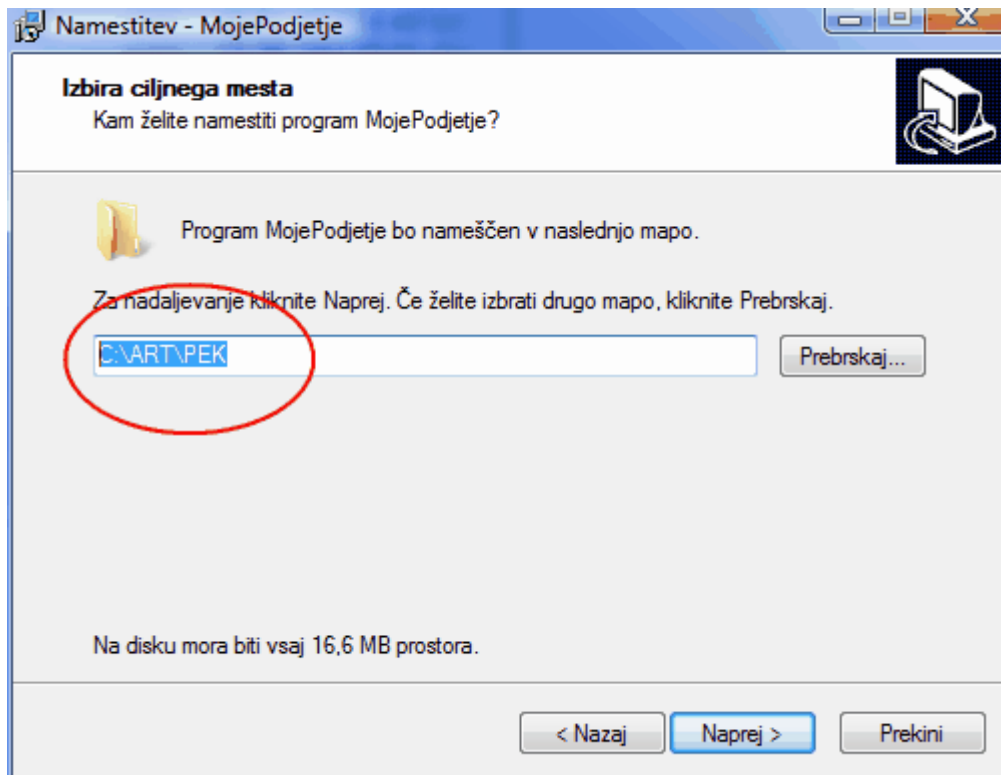 Namestitev - MojePodjetje
Izbira ciljnega mesta
Kam želite namestiti program MojePodjetje?
Program MojePodjetje bo nameščen v naslednjo mapo.
Za nadaljevanje kliknite Naprej. Če želite izbrati drugo mapo, kliknite Prebrskaj.
C:\ART\PEK
Prebrskaj...
Na disku mora biti vsaj 16,6 MB prostora.
< Nazaj
Naprej >
Prekini